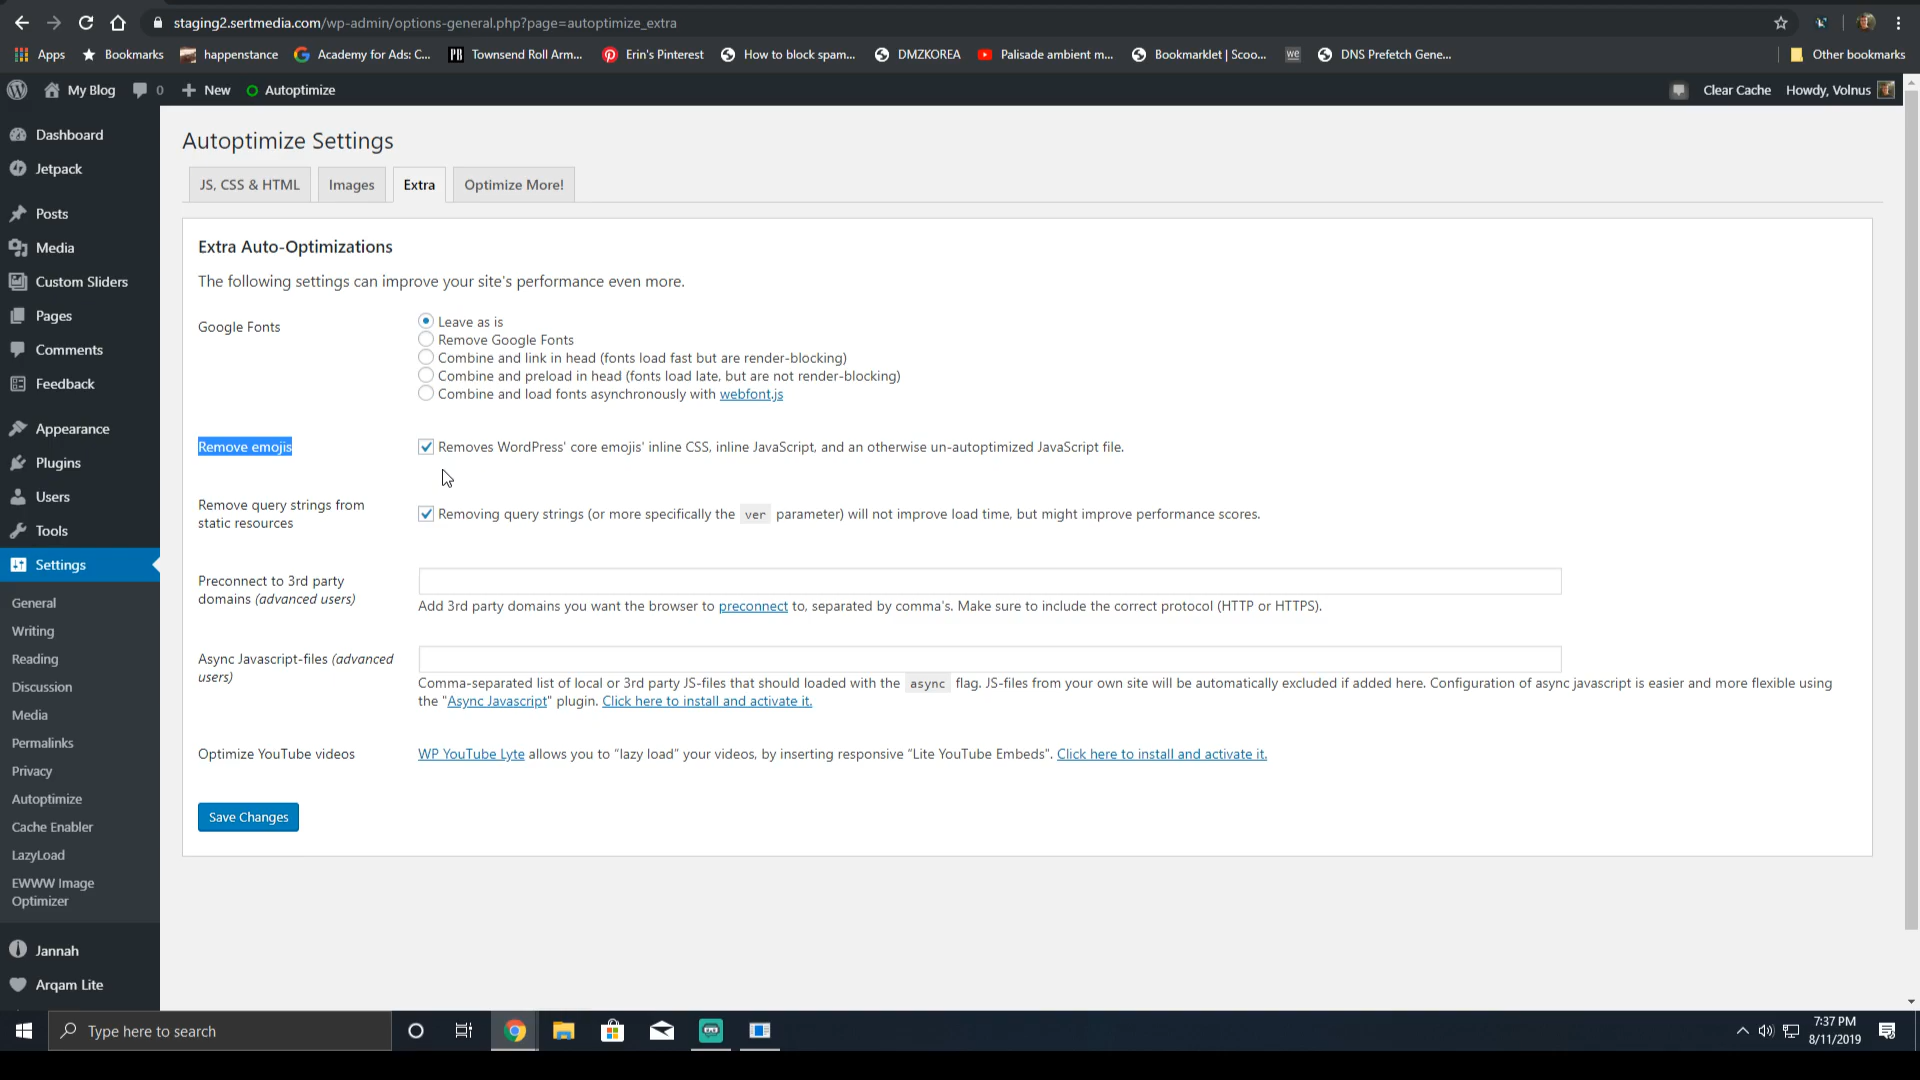 staging2.sertmedia.com/wp-admin/options-general.php?page=autoptimize_extra
Apps Bookmarks happenstance Academy for Ads: C... Townsend Roll Arm... Erin's Pinterest How to block spam... DMZKOREA Palisade ambient m... Bookmarklet | Scoo... we DNS Prefetch Gene... Other bookmarks
My Blog 0 New Autoptimize Clear Cache Howdy, Volnus
Dashboard
Jetpack
Posts
Media
Custom Sliders
Pages
Comments
Feedback
Appearance
Plugins
Users
Tools
Settings
General
Writing
Reading
Discussion
Media
Permalinks
Privacy
Autoptimize
Cache Enabler
LazyLoad
EWWW Image
Optimizer
Jannah
Arqam Lite
Autoptimize Settings
JS, CSS & HTML Images Extra Optimize More!
Extra Auto-Optimizations
The following settings can improve your site's performance even more.
Google Fonts
Leave as is
Remove Google Fonts
Combine and link in head (fonts load fast but are render-blocking)
Combine and preload in head (fonts load late, but are not render-blocking)
Combine and load fonts asynchronously with webfont.js
Remove emojis
Removes WordPress' core emojis' inline CSS, inline JavaScript, and an otherwise un-autoptimized JavaScript file.
Remove query strings from
static resources
Removing query strings (or more specifically the ver parameter) will not improve load time, but might improve performance scores.
Preconnect to 3rd party
domains (advanced users)
Add 3rd party domains you want the browser to preconnect to, separated by comma's. Make sure to include the correct protocol (HTTP or HTTPS).
Async Javascript-files (advanced
users)
Comma-separated list of local or 3rd party JS-files that should loaded with the async flag. JS-files from your own site will be automatically excluded if added here. Configuration of async javascript is easier and more flexible using
the "Async Javascript" plugin. Click here to install and activate it.
Optimize YouTube videos
WP YouTube Lyte allows you to "lazy load" your videos, by inserting responsive "Lite YouTube Embeds". Click here to install and activate it.
Save Changes
Type here to search
7:37 PM
8/11/2019